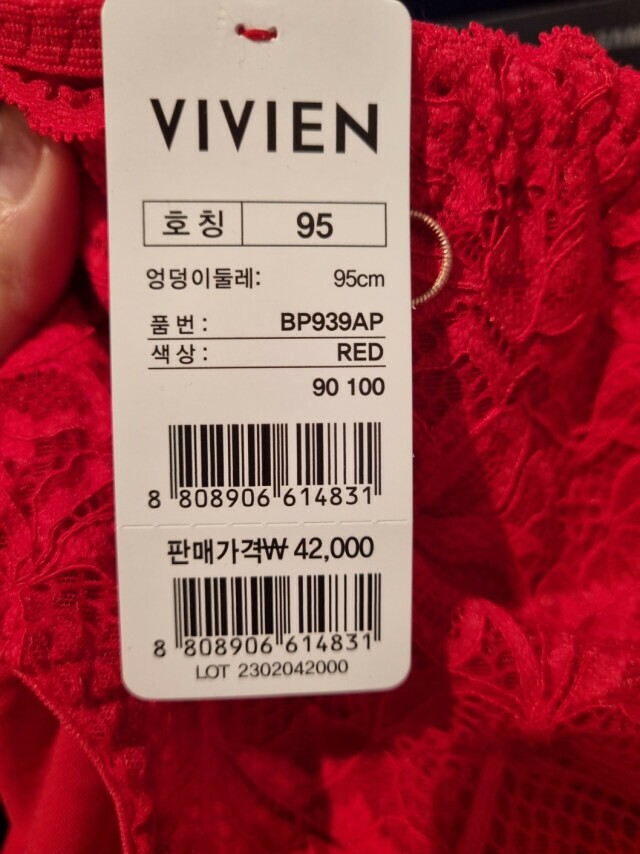 VIVIEN
호칭 95
엉덩이둘레: 95cm
품번: BP939AP
색상: RED
90 100
8 808906 614831
판매가격₩ 42,000
8 808906 614831
LOT 2302042000